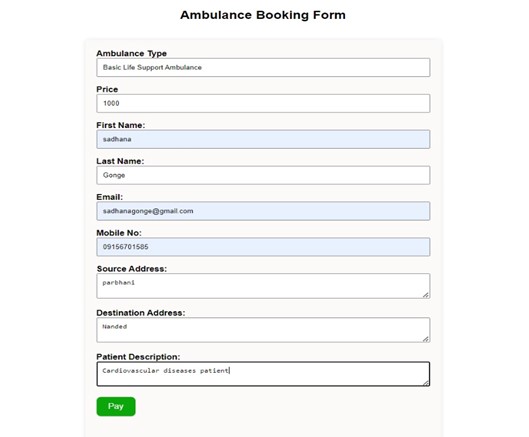 Ambulance Booking Form
Ambulance Type
Basic Life Support Ambulance
Price
1000
First Name:
sadhana
Last Name:
Gonge
Email:
sadhanagonge@gmail.com
Mobile No:
09156701585
Source Address:
parbhani
Destination Address:
Nanded
Patient Description:
Cardiovascular diseases patient
Pay